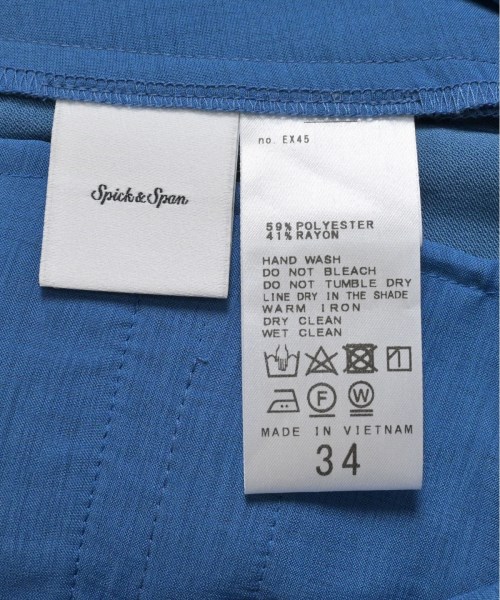 Spick & Span
no. EX45
59% POLYESTER
41% RAYON
HAND WASH
DO NOT BLEACH
DO NOT TUMBLE DRY
LINE DRY IN THE SHADE
WARM IRON
DRY CLEAN
WET CLEAN
F W
MADE IN VIETNAM
34